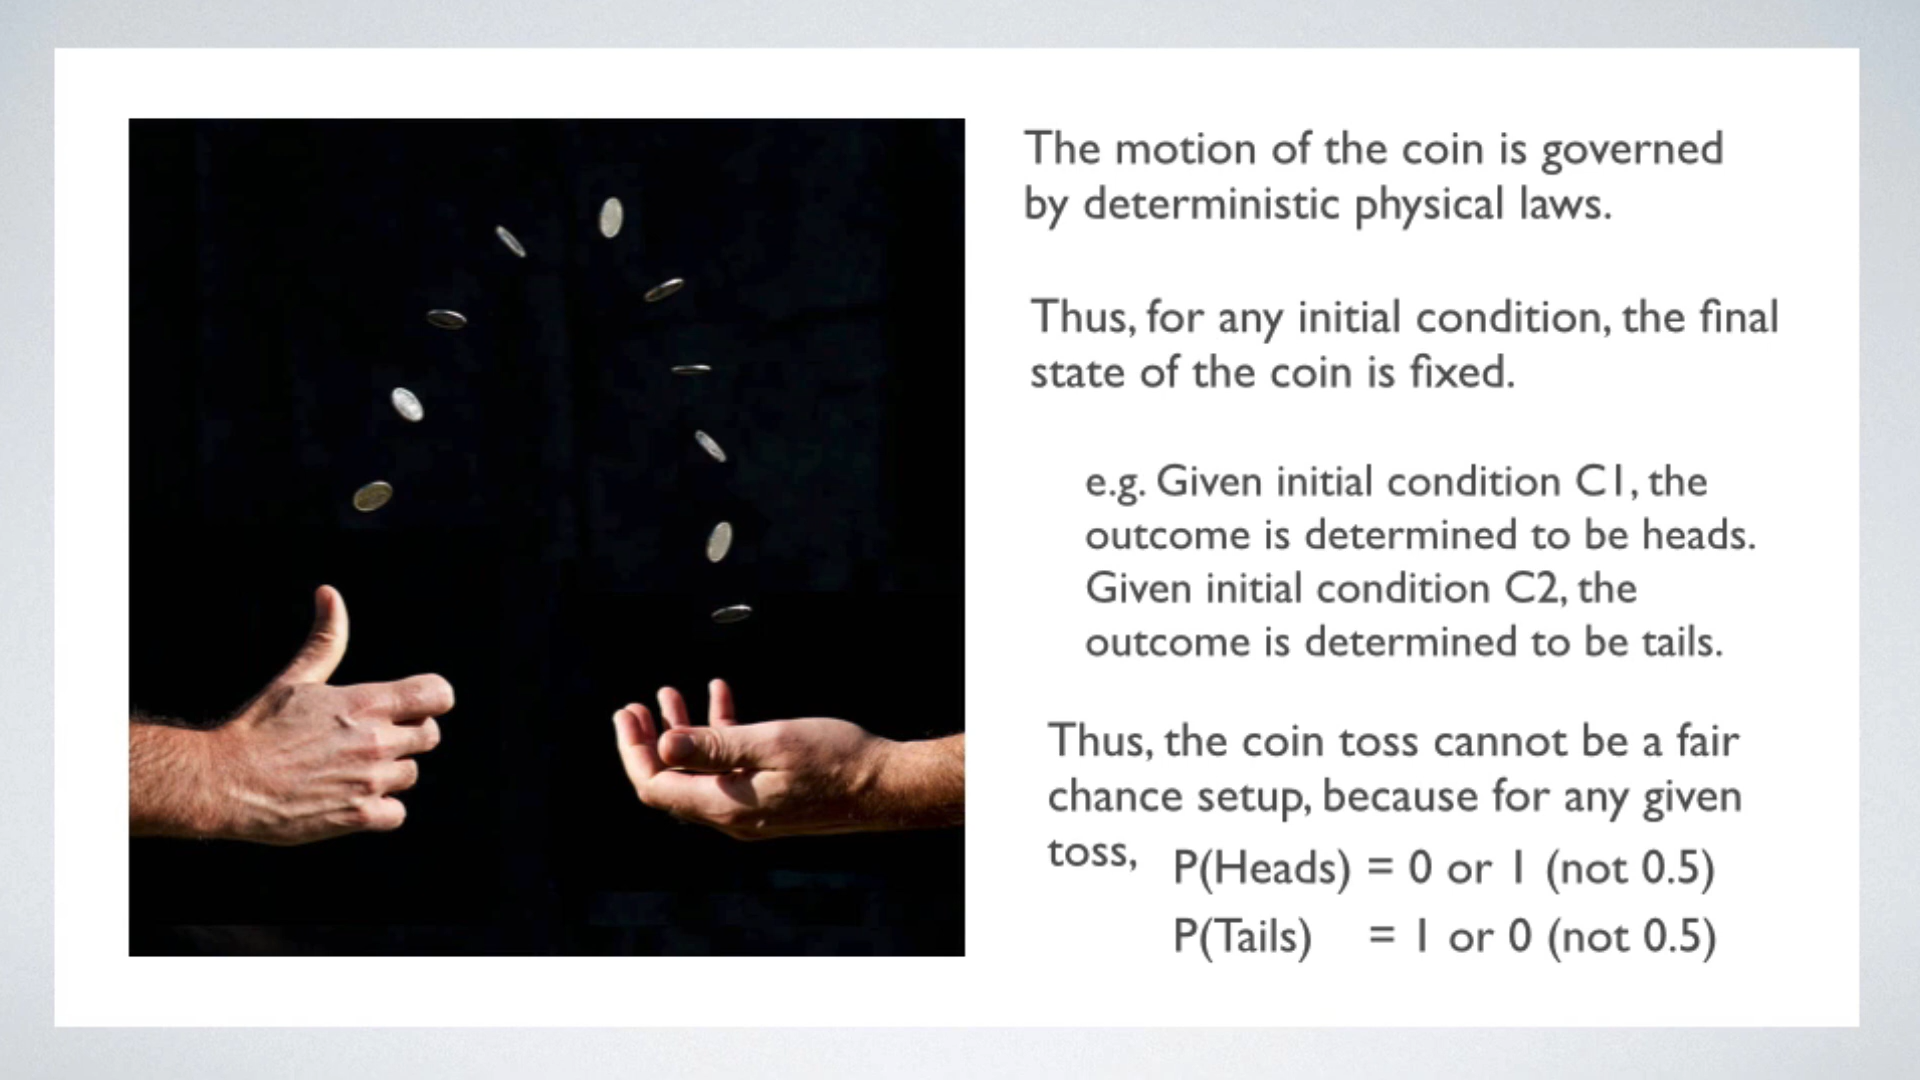 The motion of the coin is governed
by deterministic physical laws.
Thus, for any initial condition, the final
state of the coin is fixed.
e.g. Given initial condition C1, the
outcome is determined to be heads.
Given initial condition C2, the
outcome is determined to be tails.
Thus, the coin toss cannot be a fair
chance setup, because for any given
toss, P(Heads) = 0 or 1 (not 0.5)
P(Tails) = 1 or 0 (not 0.5)